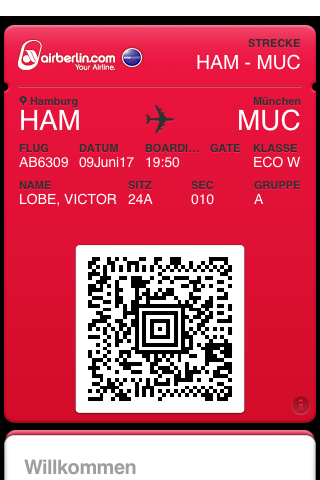 airberlin.com
Your Airline.
STRECKE
HAM - MUC
Hamburg München
HAM MUC
FLUG DATUM BOARDI... GATE KLASSE
AB6309 09Juni17 19:50 ECO W
NAME SITZ SEC GRUPPE
LOBE, VICTOR 24A 010 A
Willkommen